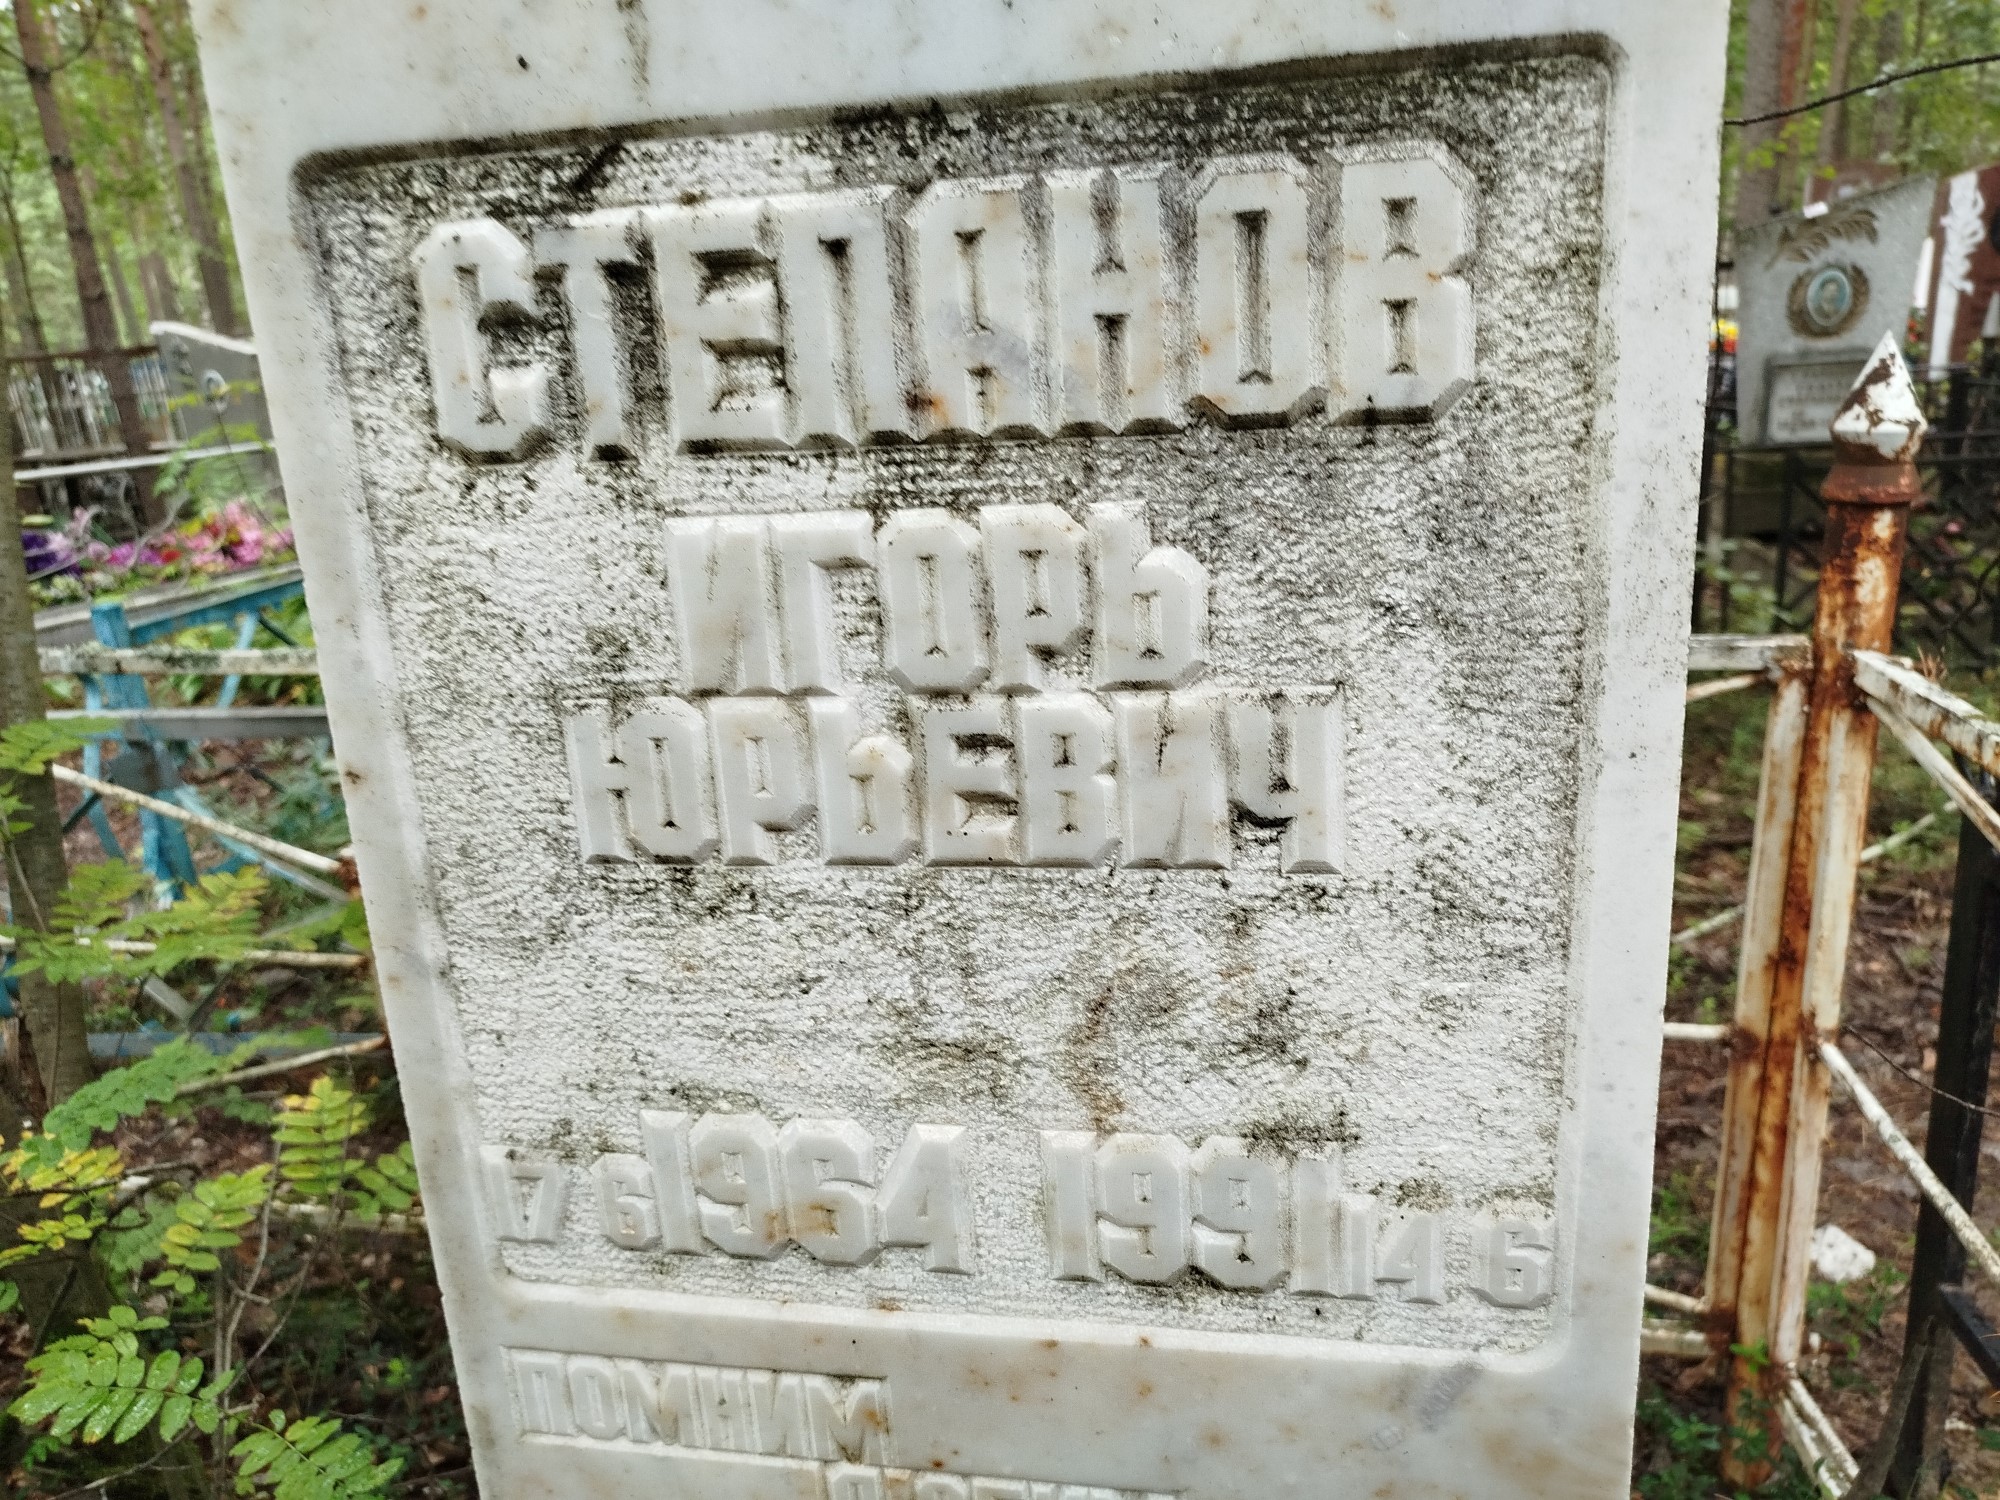 СТЕПАНОВ
ИГОРЬ
ЮРЬЕВИЧ
17 6 1964 1991 14 6
ПОМНИМ